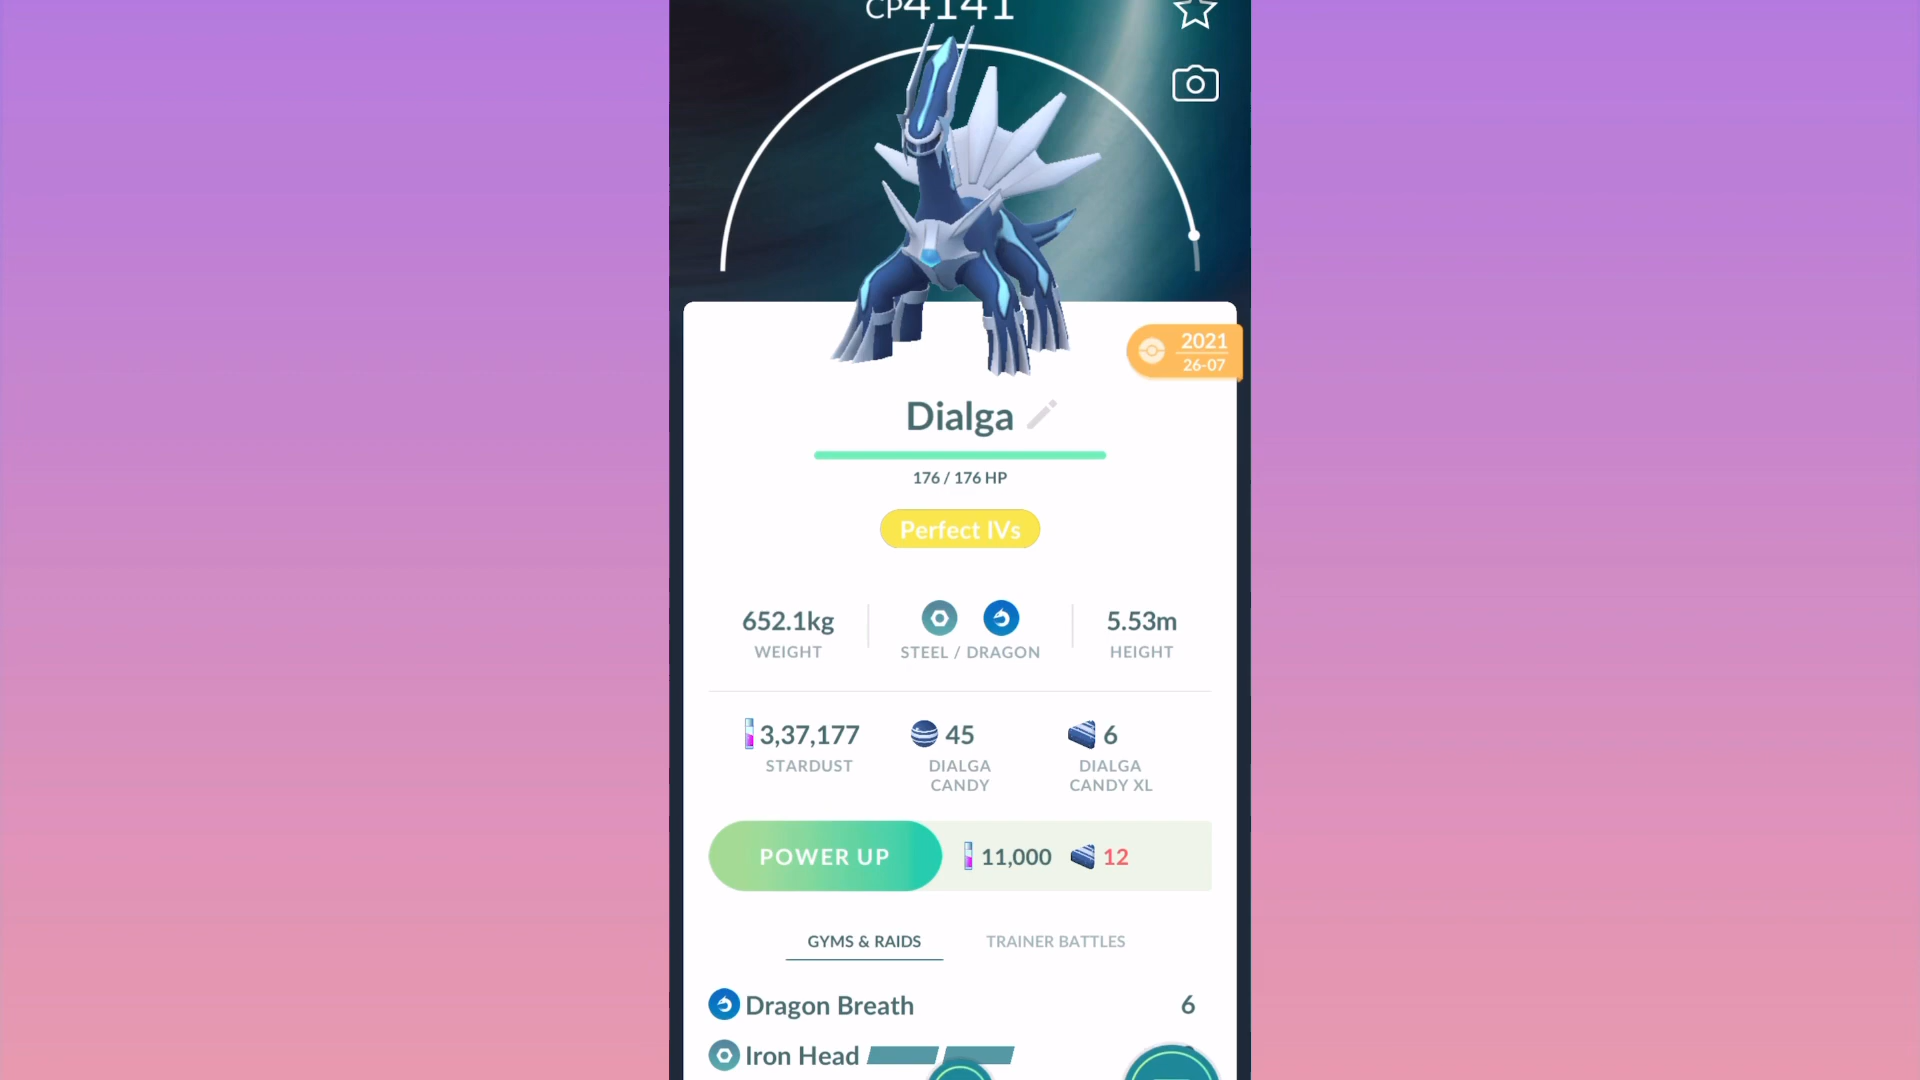 CP4141
2021
26-07
Dialga
176 / 176 HP
Perfect IVs
652.1kg
WEIGHT
STEEL / DRAGON
5.53m
HEIGHT
3,37,177
STARDUST
45
DIALGA
CANDY
6
DIALGA
CANDY XL
POWER UP 11,000 12
GYMS & RAIDS
TRAINER BATTLES
Dragon Breath 6
Iron Head